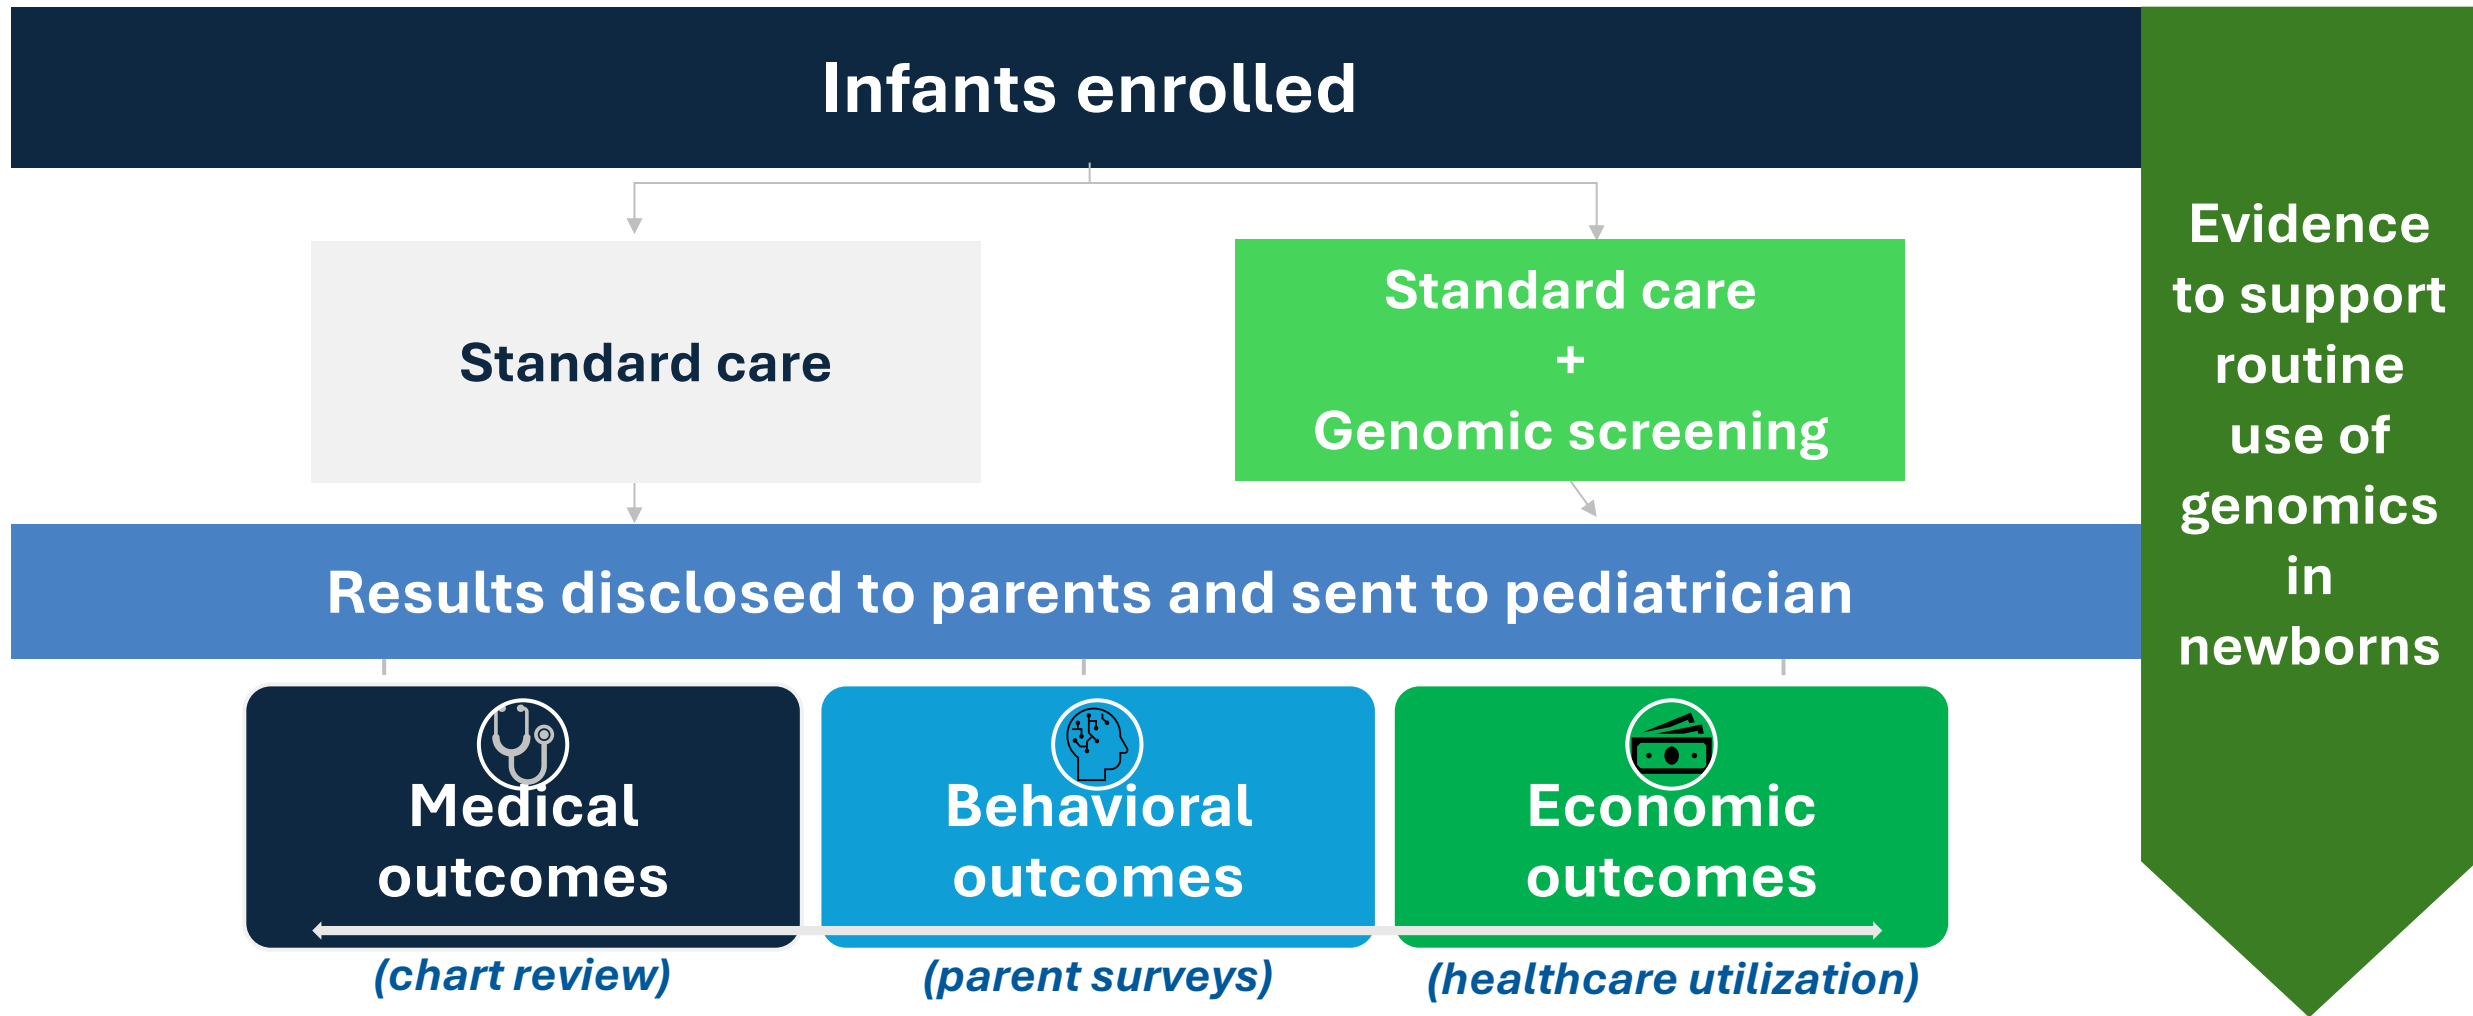 Infants enrolled
Standard care
Standard care
+
Genomic screening
Results disclosed to parents and sent to pediatrician
Medical
outcomes
(chart review)
Behavioral
outcomes
(parent surveys)
Economic
outcomes
(healthcare utilization)
Evidence
to support
routine
use of
genomics
in
newborns